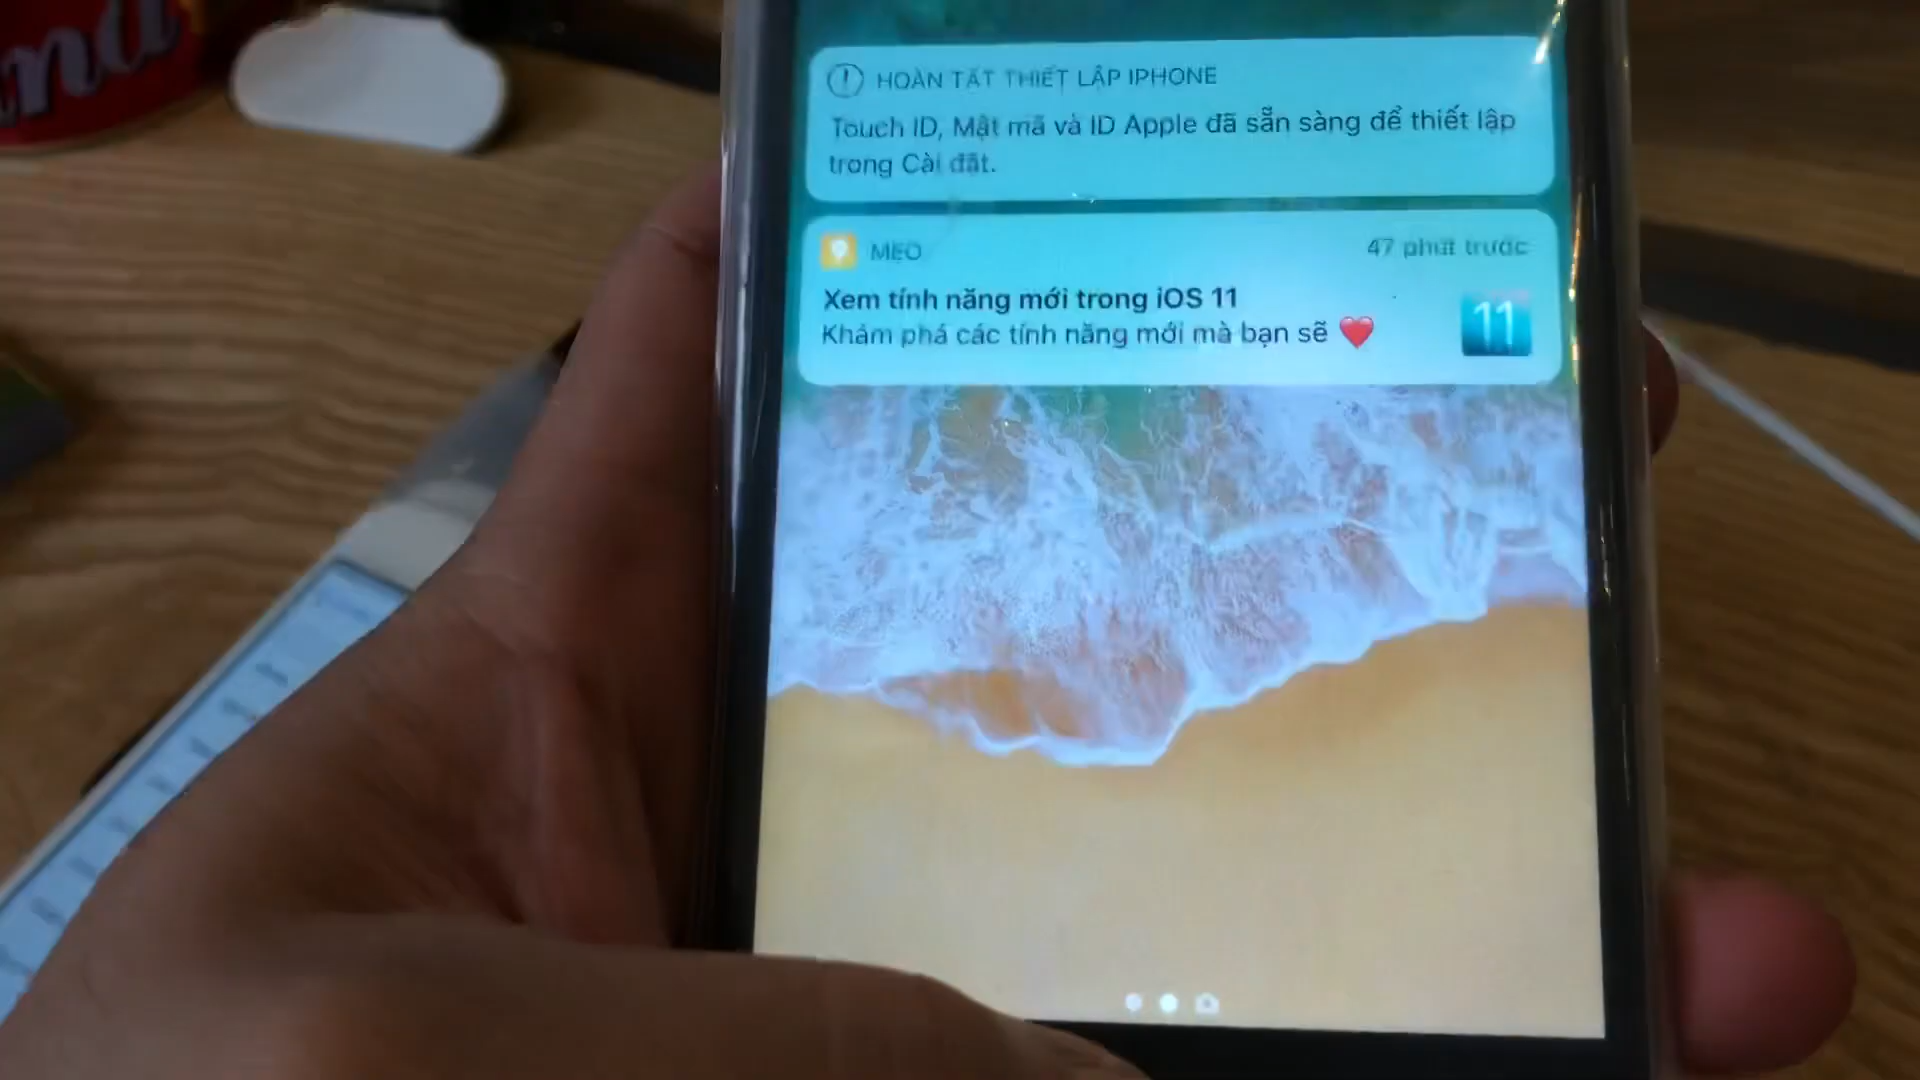 HOÀN TẤT THIẾT LẬP IPHONE
Touch ID, Mật mã và ID Apple đã sẵn sàng để thiết lập
trong Cài đặt.
MẸO
47 phút trước
Xem tính năng mới trong iOS 11
Khám phá các tính năng mới mà bạn sẽ ❤️
11